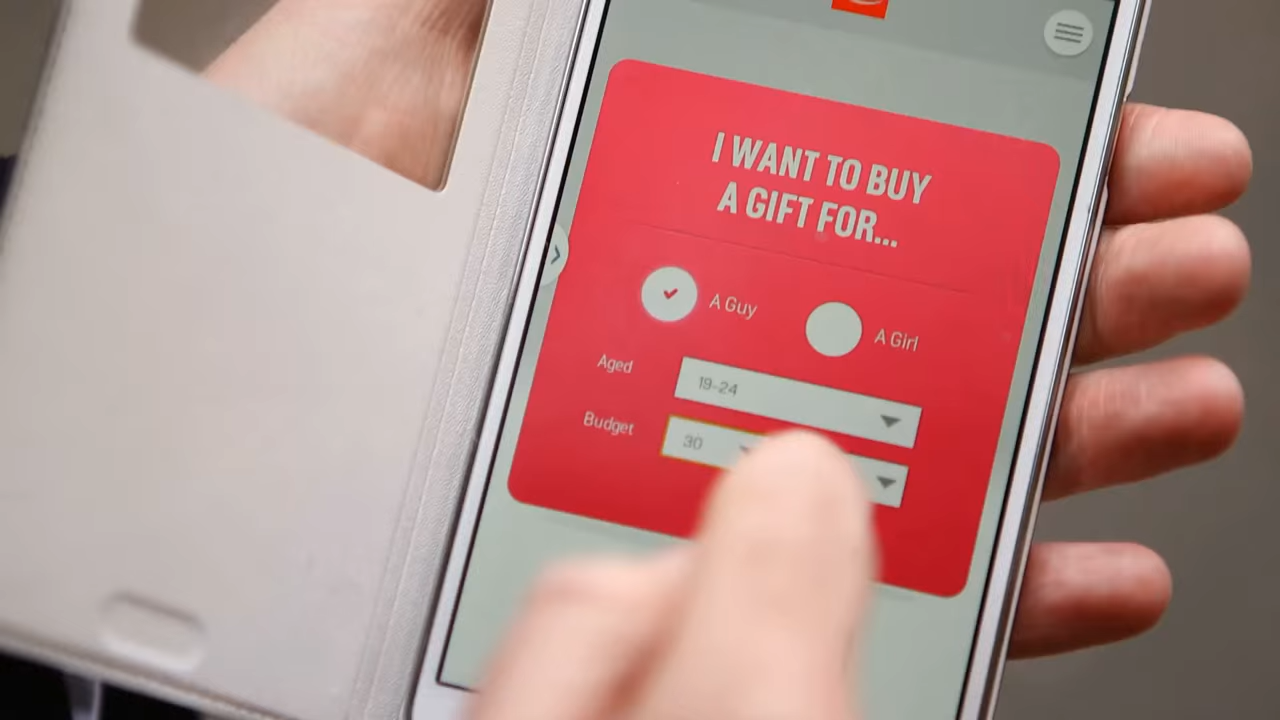 I WANT TO BUY
A GIFT FOR...
A Guy
A Girl
Aged
19-24
Budget
30